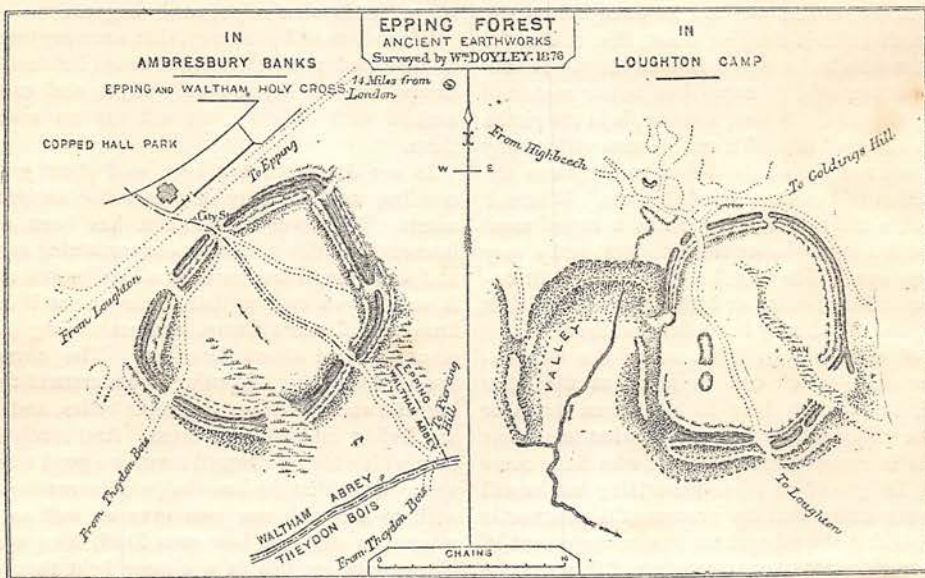 EPPING FOREST
ANCIENT EARTHWORKS
Surveyed by Wm DOYLEY. 1876
IN
AMBRESBURY BANKS
EPPING AND WALTHAM, HOLY CROSS.
14 Miles from
London
COPPED HALL PARK
To Epping
From Loughton
EPPING
WALTHAM ABBEY
Hill
From Theydon Bois
WALTHAM ABBEY
THEYDON BOIS
From Theydon Bois
W
E
CHAINS
0
IN
LOUGHTON CAMP
From Highbeech
To Goldings Hill
VALLEY
To Loughton